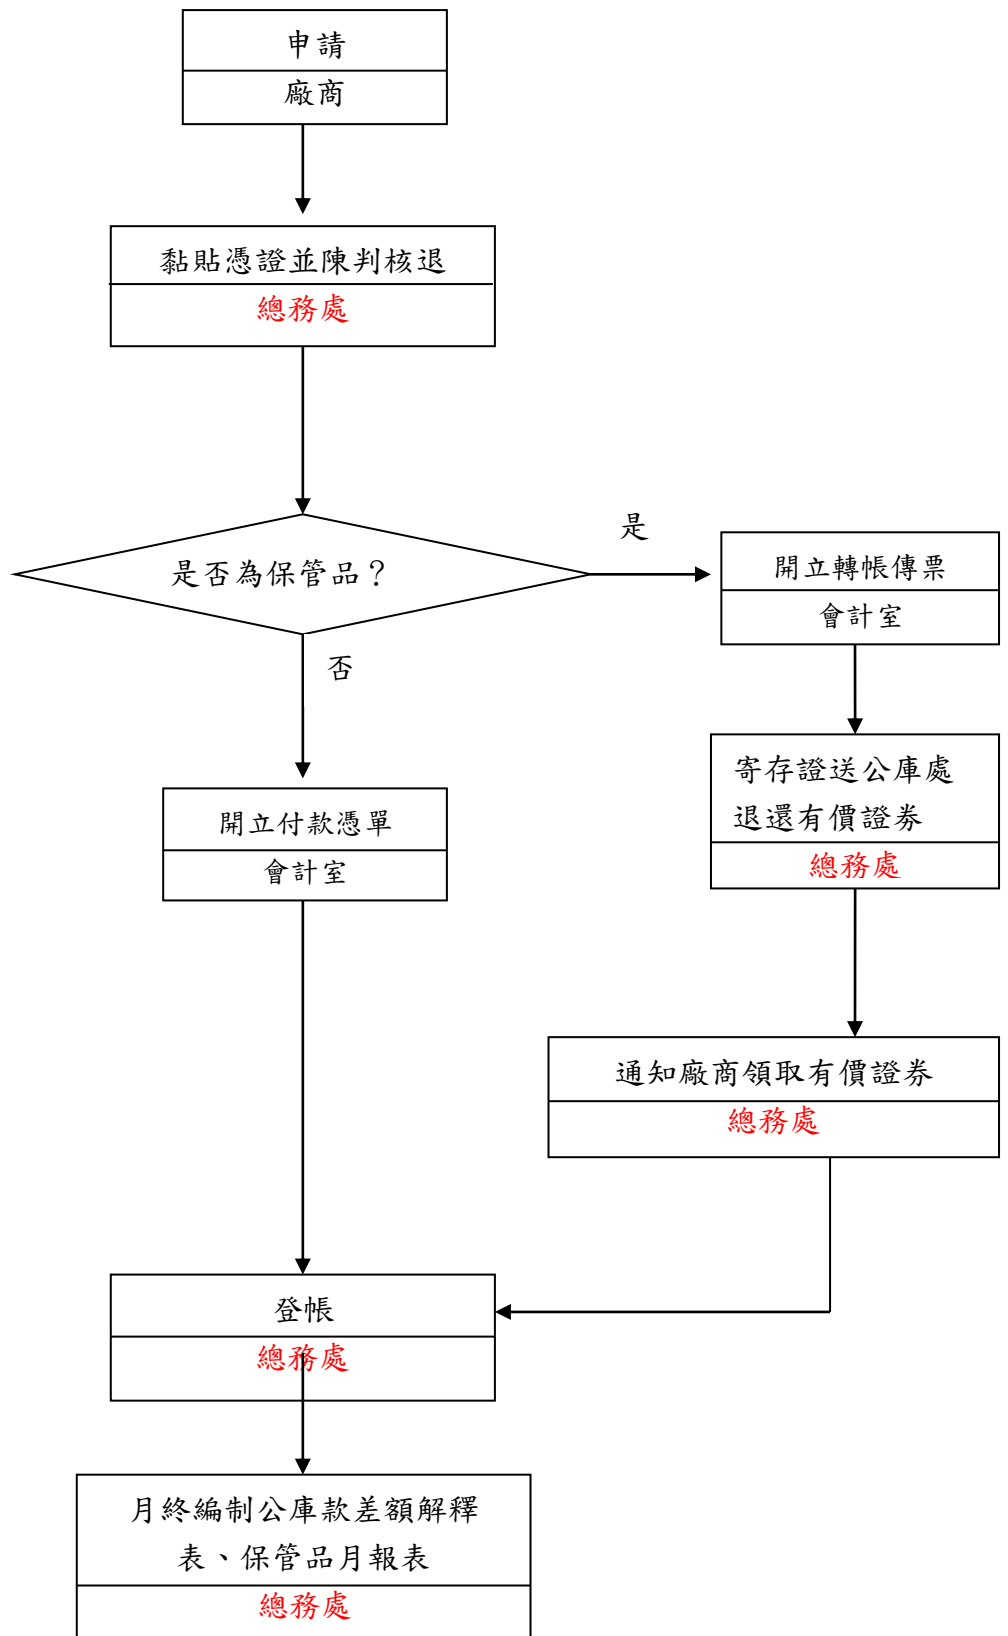 申請
廠商
黏貼憑證並陳判核退
總務處
是否為保管品？
是
開立轉帳傳票
會計室
否
寄存證送公庫處
退還有價證券
總務處
開立付款憑單
會計室
通知廠商領取有價證券
總務處
登帳
總務處
月終編制公庫款差額解釋
表、保管品月報表
總務處